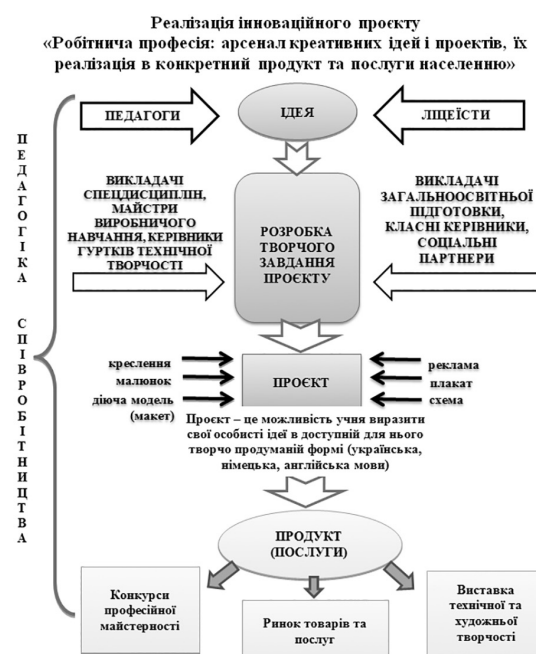 Реалізація інноваційного проєкту
«Робітнича професія: арсенал креативних ідей і проектів, їх
реалізація в конкретний продукт та послуги населенню»
ПЕДАГОГІКА СПІВРОБІТНИЦТВА
ПЕДАГОГИ
ІДЕЯ
ЛІЦЕЇСТИ
ВИКЛАДАЧІ
СПЕЦДИСЦИПЛІН,
МАЙСТРИ
ВИРОБНИЧОГО
НАВЧАННЯ, КЕРІВНИКИ
ГУРТКІВ ТЕХНІЧНОЇ
ТВОРЧОСТІ
РОЗРОБКА
ТВОРЧОГО
ЗАВДАННЯ
ПРОЄКТУ
ВИКЛАДАЧІ
ЗАГАЛЬНООСВІТНЬОЇ
ПІДГОТОВКИ,
КЛАСНІ КЕРІВНИКИ,
СОЦІАЛЬНІ
ПАРТНЕРИ
креслення
малюнок
діюча модель
(макет)
ПРОЄКТ
реклама
плакат
схема
Проєкт – це можливість учня виразити
свої особисті ідеї в доступній для нього
творчо продуманій формі (українська,
німецька, англійська мови)
ПРОДУКТ
(ПОСЛУГИ)
Конкурси
професійної
майстерності
Ринок товарів та
послуг
Виставка
технічної та
художньої
творчості